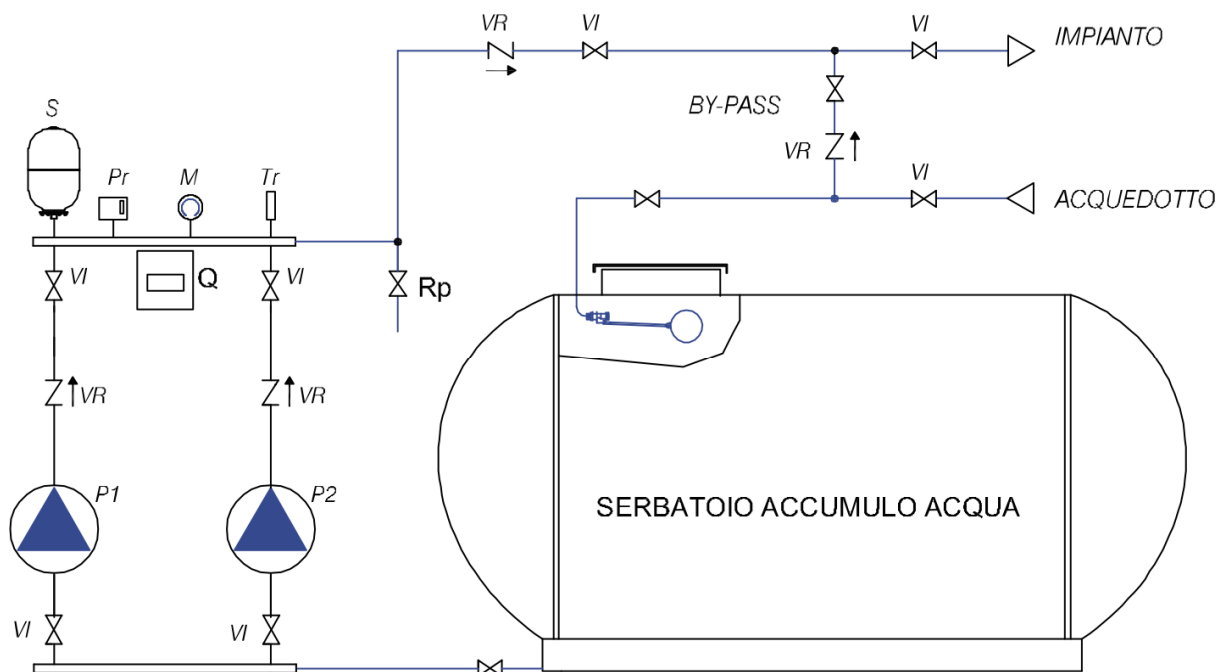 VR
VI
VI
IMPIANTO
BY-PASS
S
VR
Pr
M
Tr
VI
ACQUEDOTTO
VI
Q
VI
Rp
VR
VR
P1
P2
SERBATOIO ACCUMULO ACQUA
VI
VI